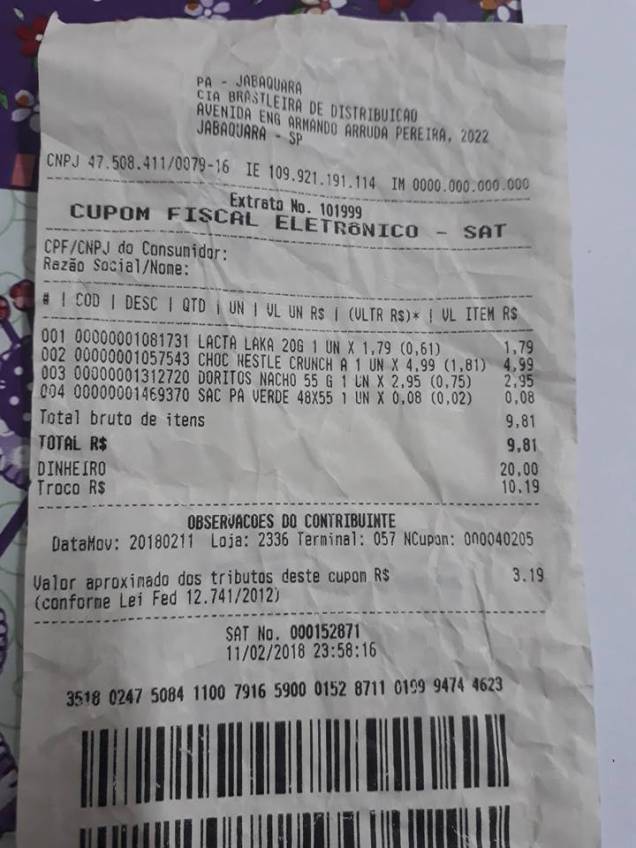 PA - JABAQUARA
CIA BRASTLEIRA DE DISTRIBUICAO
AVENIDA ENG ARMANDO ARRUDA PEREIRA, 2022
JABAQUARA - SP
CNPJ 47.508.411/0079-16 IE 109.921.191.114 IM 0000.000.000.000
Extrato No. 101999
CUPOM FISCAL ELETRÔNICO - SAT
CPF/CNPJ do Consumidor:
Razão Social/Nome:
# | COD | DESC | QTD | UN | VL UN R$ | (VLTR R$)* | VL ITEM R$
001 00000001081731 LACTA LAKA 20G 1 UN X 1,79 (0,61) 1,79
002 00000001057543 CHOC NESTLE CRUNCH A 1 UN X 4,99 (1,81) 4,99
003 00000001312720 DORITOS NACHO 55 G 1 UN X 2,95 (0,75) 2,95
004 00000001469370 SAC PA VERDE 48X55 1 UN X 0,08 (0,02) 0,08
Total bruto de itens 9,81
TOTAL R$ 9,81
DINHEIRO 20,00
Troco R$ 10,19
OBSERVACOES DO CONTRIBUINTE
DataMov: 20180211 Loja: 2336 Terminal: 057 NCupom: 000040205
Valor aproximado dos tributos deste cupom R$ 3.19
(conforme Lei Fed 12.741/2012)
SAT No. 000152871
11/02/2018 23:58:16
3518 0247 5084 1100 7916 5900 0152 8711 0199 9474 4623